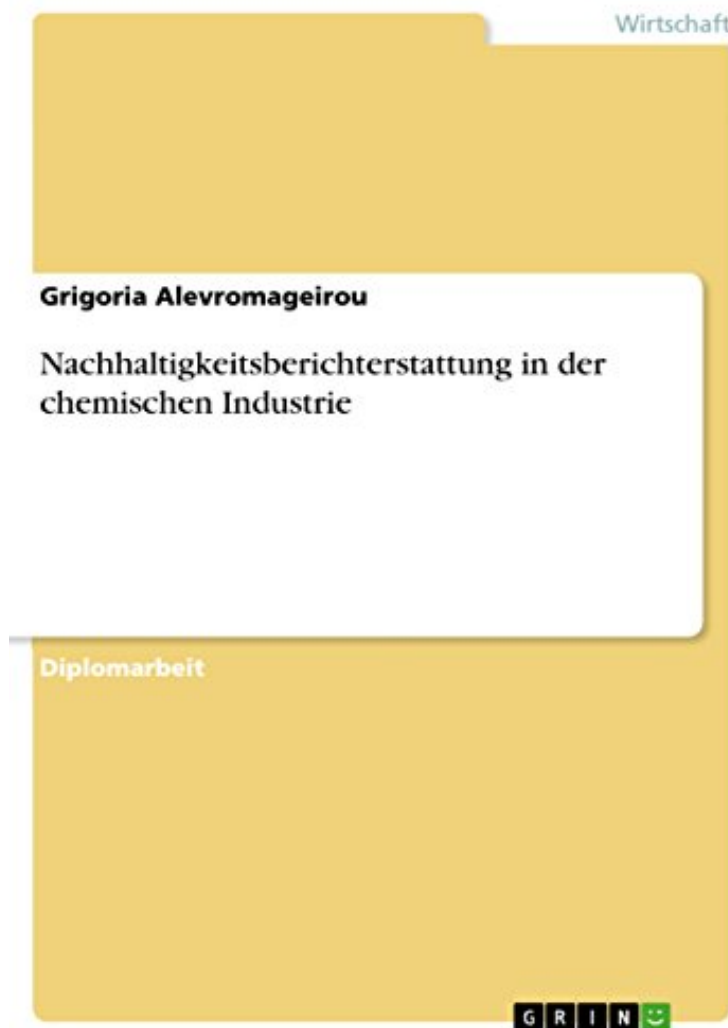 Wirtschaft
Grigoria Alevromageirou
Nachhaltigkeitsberichterstattung in der
chemischen Industrie
Diplomarbeit
GRIN